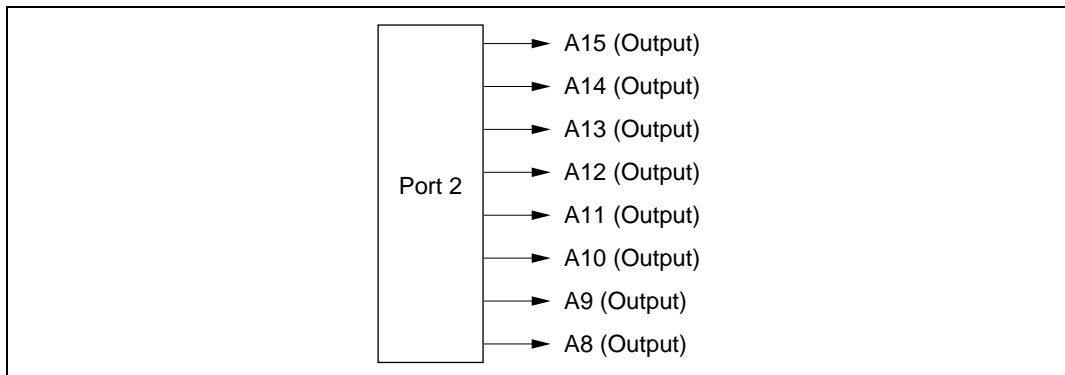 A15 (Output)
A14 (Output)
A13 (Output)
A12 (Output)
Port 2
A11 (Output)
A10 (Output)
A9 (Output)
A8 (Output)